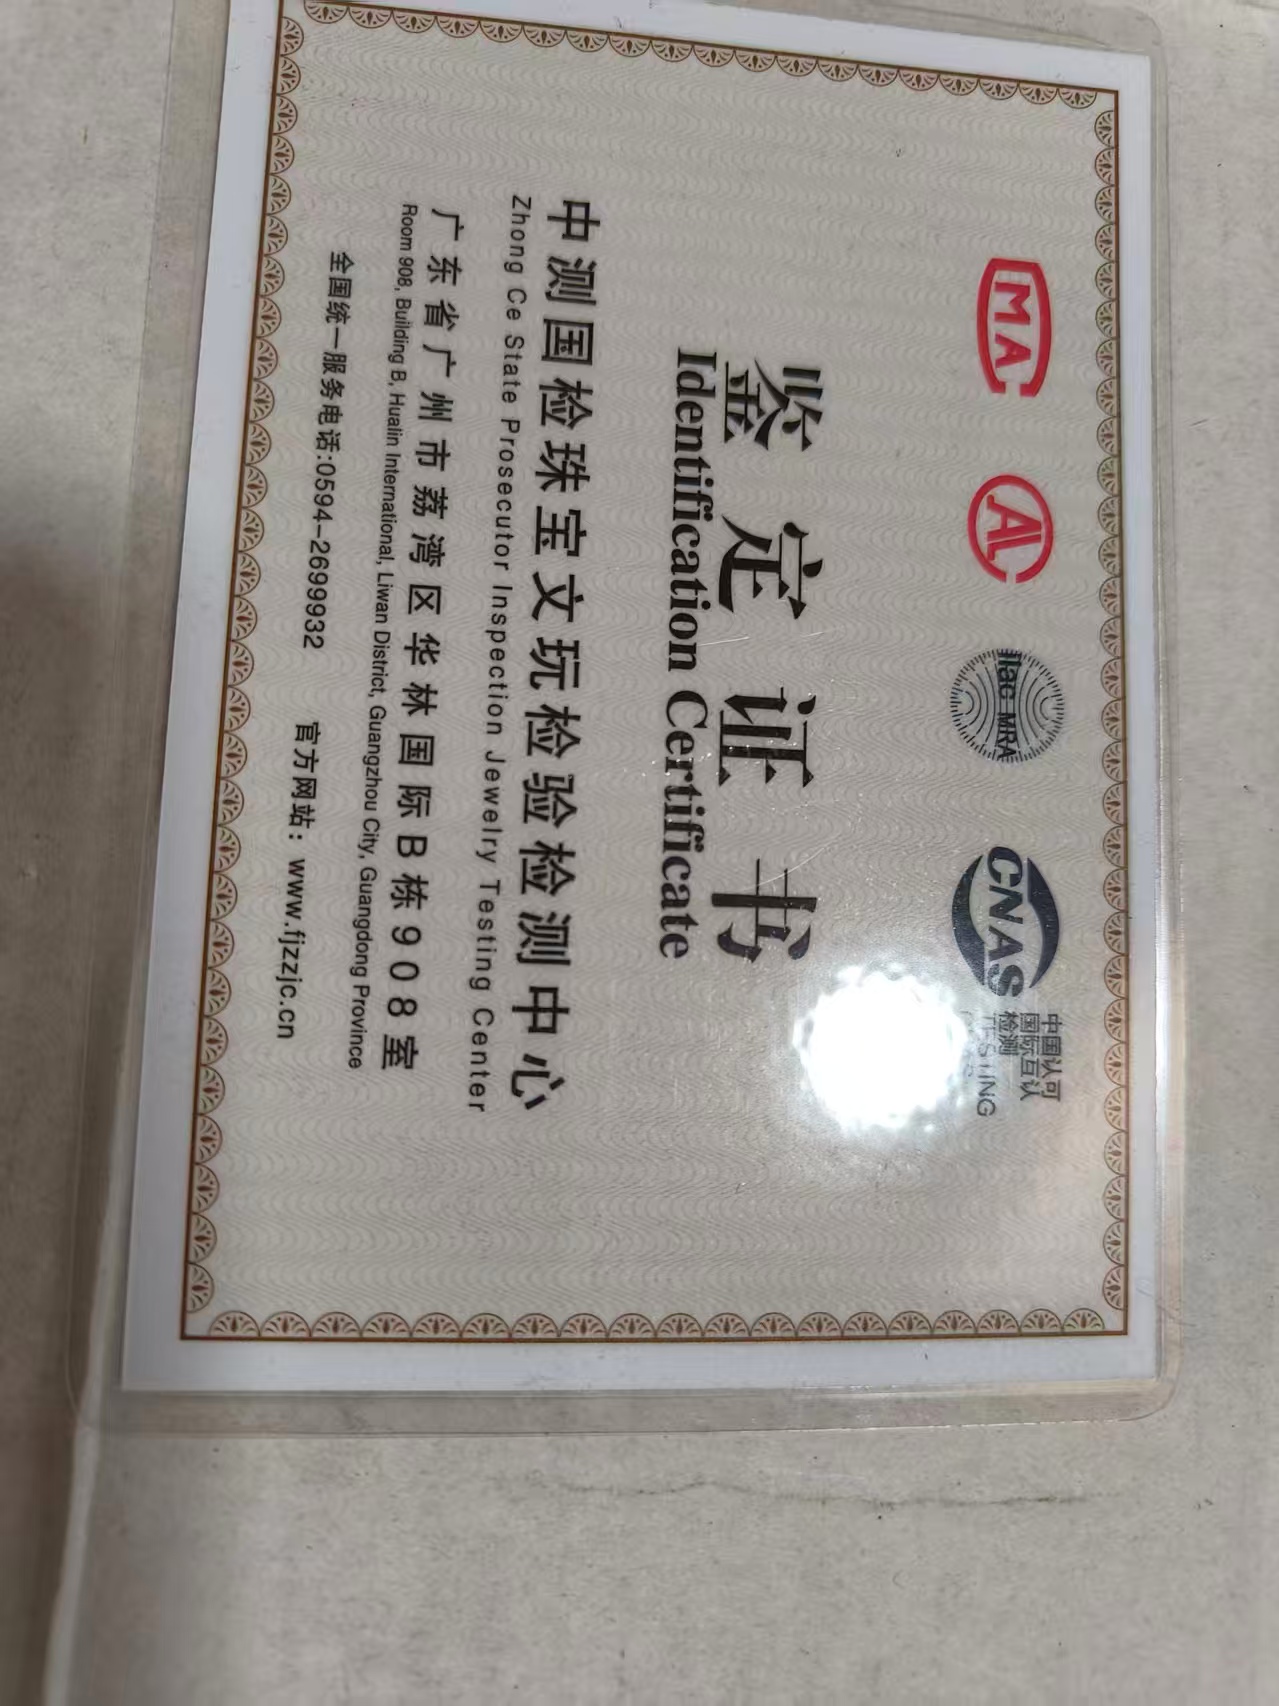 MA
AL
ilac-MRA
CNAS
中国认可
国际互认
检测
TESTING
鉴定证书
Identification Certificate
中测国检珠宝文玩检验检测中心
Zhong Ce State Prosecutor Inspection Jewelry Testing Center
广东省广州市荔湾区华林国际B栋908室
Room 908, Building B, Hualin International, Liwan District, Guangzhou City, Guangdong Province
全国统一服务电话:0594-2699932 官方网站：www.fjzzjc.cn